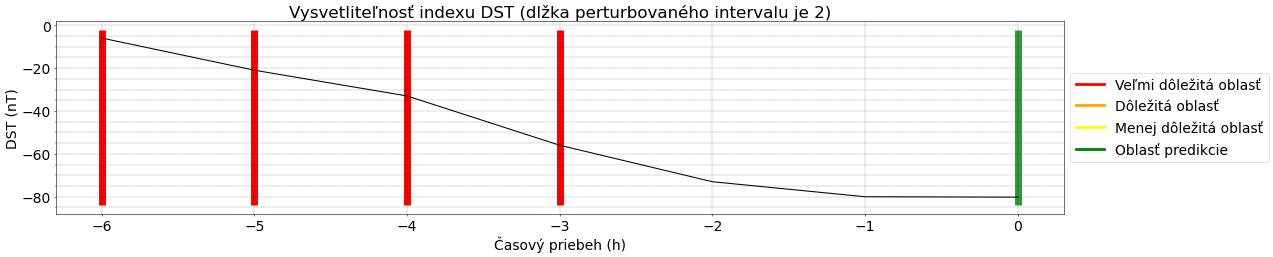 Vysvetliteľnosť indexu DST (dlžka perturbovaného intervalu je 2)
DST (nT)
0
−20
−40
−60
−80
−6
−5
−4
−3
−2
−1
0
Časový priebeh (h)
Veľmi dôležitá oblasť
Dôležitá oblasť
Menej dôležitá oblasť
Oblasť predikcie